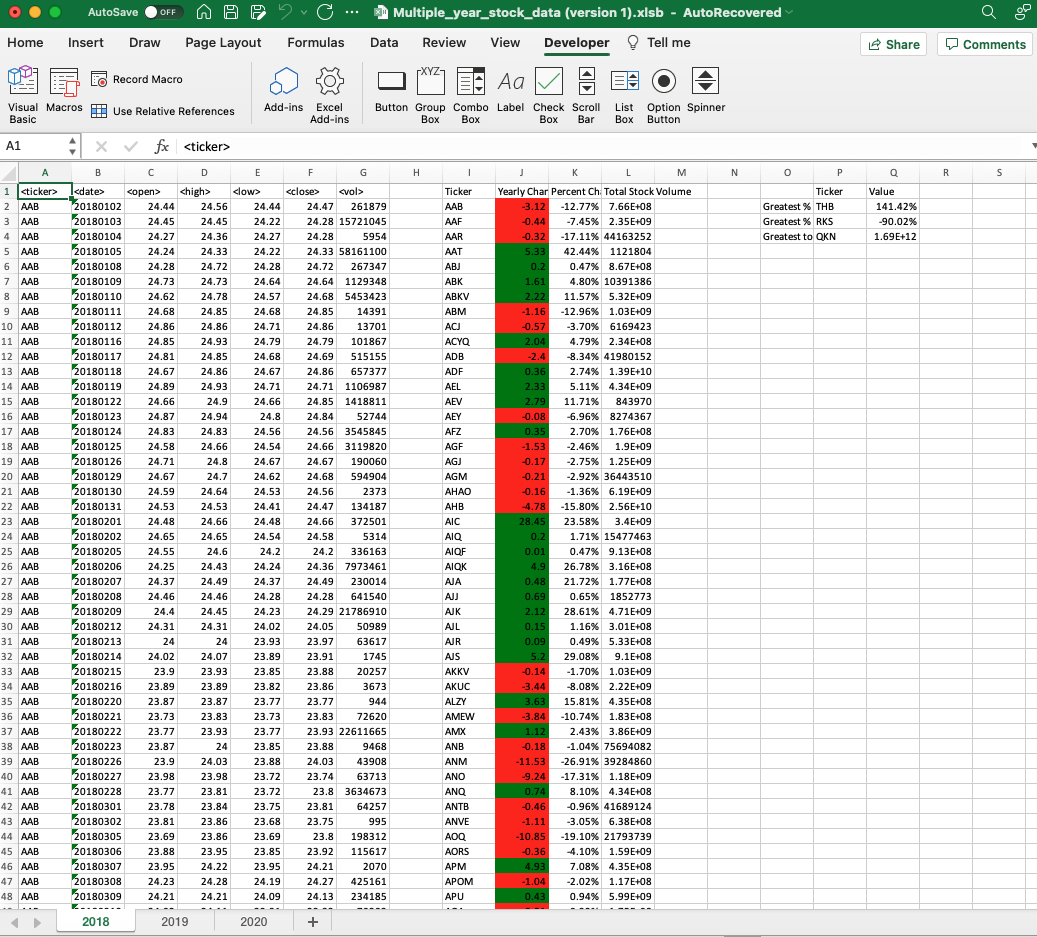 AutoSave OFF Multiple_year_stock_data (version 1).xlsb - AutoRecovered
Home Insert Draw Page Layout Formulas Data Review View Developer Tell me Share Comments
Visual Basic Macros Record Macro Use Relative References Add-ins Excel Add-ins XYZ Aa Button Group Box Combo Box Label Check Box Scroll Bar List Box Option Button Spinner
A1 fx <ticker>
A B C D E F G H I J K L M N O P Q R S
1 <ticker> <date> <open> <high> <low> <close> <vol> Ticker Yearly Char Percent Ch Total Stock Volume Ticker Value
2 AAB 20180102 24.44 24.56 24.44 24.47 261879 AAB -3.12 -12.77% 7.66E+08 Greatest % THB 141.42%
3 AAB 20180103 24.45 24.45 24.22 24.28 15721045 AAF -0.44 -7.45% 2.35E+09 Greatest % RKS -90.02%
4 AAB 20180104 24.27 24.36 24.27 24.28 5954 AAR -0.32 -17.11% 44163252 Greatest to QKN 1.69E+12
5 AAB 20180105 24.24 24.33 24.22 24.33 58161100 AAT 5.33 42.44% 1121804
6 AAB 20180108 24.28 24.72 24.28 24.72 267347 ABJ 0.2 0.47% 8.67E+08
7 AAB 20180109 24.73 24.73 24.64 24.64 1129348 ABK 1.61 4.80% 10391386
8 AAB 20180110 24.62 24.78 24.57 24.68 5453423 ABKV 2.22 11.57% 5.32E+09
9 AAB 20180111 24.68 24.85 24.68 24.85 14391 ABM -1.16 -12.96% 1.03E+09
10 AAB 20180112 24.86 24.86 24.71 24.86 13701 ACJ -0.57 -3.70% 6169423
11 AAB 20180116 24.85 24.93 24.79 24.79 101867 ACYQ 2.04 4.79% 2.34E+08
12 AAB 20180117 24.81 24.85 24.68 24.69 515155 ADB -2.4 -8.34% 41980152
13 AAB 20180118 24.67 24.86 24.67 24.86 657377 ADF 0.36 2.74% 1.39E+10
14 AAB 20180119 24.89 24.93 24.71 24.71 1106987 AEL 2.33 5.11% 4.34E+09
15 AAB 20180122 24.66 24.9 24.66 24.85 1418811 AEV 2.79 11.71% 843970
16 AAB 20180123 24.87 24.94 24.8 24.84 52744 AEY -0.08 -6.96% 8274367
17 AAB 20180124 24.83 24.83 24.56 24.56 3545845 AFZ 0.35 2.70% 1.76E+08
18 AAB 20180125 24.58 24.66 24.54 24.66 3119820 AGF -1.53 -2.46% 1.9E+09
19 AAB 20180126 24.71 24.8 24.67 24.67 190060 AGJ -0.17 -2.75% 1.25E+09
20 AAB 20180129 24.67 24.7 24.62 24.68 594904 AGM -0.21 -2.92% 36443510
21 AAB 20180130 24.59 24.64 24.53 24.56 2373 AHAO -0.16 -1.36% 6.19E+09
22 AAB 20180131 24.53 24.53 24.41 24.47 134187 AHB -4.78 -15.80% 2.56E+10
23 AAB 20180201 24.48 24.66 24.48 24.66 372501 AIC 28.45 23.58% 3.4E+09
24 AAB 20180202 24.65 24.65 24.54 24.58 5314 AIQ 0.2 1.71% 15477463
25 AAB 20180205 24.55 24.6 24.2 24.2 336163 AIQF 0.01 0.47% 9.13E+08
26 AAB 20180206 24.25 24.43 24.24 24.36 7973461 AIQK 4.9 26.78% 3.16E+08
27 AAB 20180207 24.37 24.49 24.37 24.49 230014 AJA 0.48 21.72% 1.77E+08
28 AAB 20180208 24.46 24.46 24.28 24.28 641540 AJJ 0.69 0.65% 1852773
29 AAB 20180209 24.4 24.45 24.23 24.29 21786910 AJK 2.12 28.61% 4.71E+09
30 AAB 20180212 24.31 24.31 24.02 24.05 50989 AJL 0.15 1.16% 3.01E+08
31 AAB 20180213 24 24 23.93 23.97 63617 AJR 0.09 0.49% 5.33E+08
32 AAB 20180214 24.02 24.07 23.89 23.91 1745 AJS 5.2 29.08% 9.1E+08
33 AAB 20180215 23.9 23.93 23.85 23.88 20257 AKKV -0.14 -1.70% 1.03E+09
34 AAB 20180216 23.89 23.89 23.82 23.86 3673 AKUC -3.44 -8.08% 2.22E+09
35 AAB 20180220 23.87 23.87 23.77 23.77 944 ALZY 3.63 15.81% 4.35E+08
36 AAB 20180221 23.73 23.83 23.73 23.83 72620 AMEW -3.84 -10.74% 1.83E+08
37 AAB 20180222 23.77 23.93 23.77 23.93 22611665 AMX 1.12 2.43% 3.86E+09
38 AAB 20180223 23.87 24 23.85 23.88 9468 ANB -0.18 -1.04% 75694082
39 AAB 20180226 23.9 24.03 23.88 24.03 43908 ANM -11.53 -26.91% 39284860
40 AAB 20180227 23.98 23.98 23.72 23.74 63713 ANO -9.24 -17.31% 1.18E+09
41 AAB 20180228 23.77 23.81 23.72 23.8 3634673 ANQ 0.74 8.10% 4.34E+08
42 AAB 20180301 23.78 23.84 23.75 23.81 64257 ANTB -0.46 -0.96% 41689124
43 AAB 20180302 23.81 23.86 23.68 23.75 995 ANVE -1.11 -3.05% 6.38E+08
44 AAB 20180305 23.69 23.86 23.69 23.8 198312 AOQ -10.85 -19.10% 21793739
45 AAB 20180306 23.88 23.95 23.85 23.92 115617 AORS -0.36 -4.10% 1.59E+09
46 AAB 20180307 23.95 24.22 23.95 24.21 2070 APM 4.93 7.08% 4.35E+08
47 AAB 20180308 24.23 24.28 24.19 24.27 425161 APOM -1.04 -2.02% 1.17E+08
48 AAB 20180309 24.21 24.21 24.09 24.13 234185 APU 0.43 0.94% 5.99E+09
2018 2019 2020 +